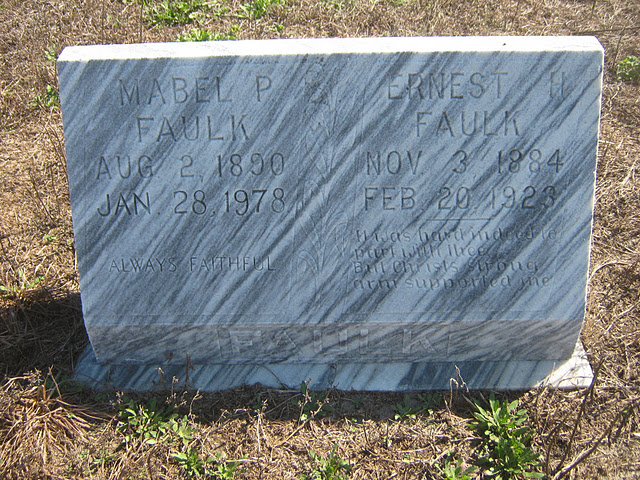 MABEL P
FAULK
AUG. 2, 1890
JAN. 28, 1978
ALWAYS FAITHFUL
ERNEST H
FAULK
NOV. 3, 1884
FEB. 20, 1923
It was hard indeed to
part with thee
But Christ's strong
arm supported me
FAULK